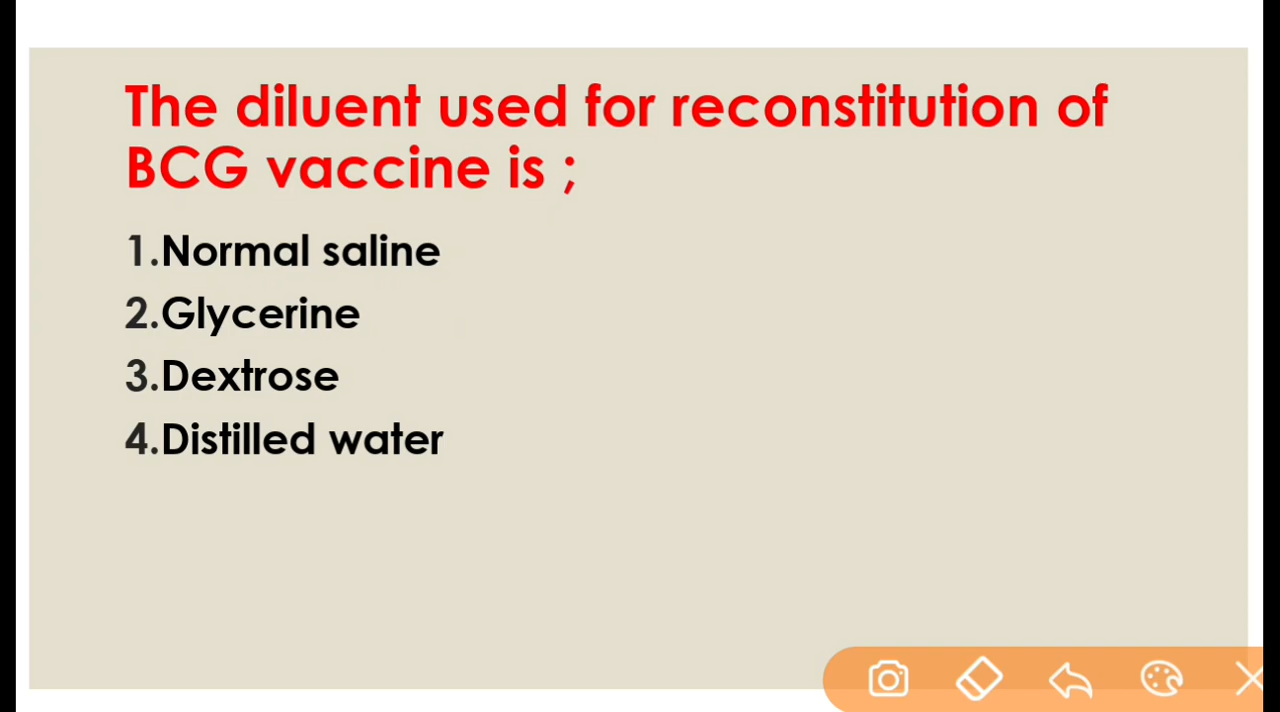 The diluent used for reconstitution of
BCG vaccine is ;
1.Normal saline
2.Glycerine
3.Dextrose
4.Distilled water